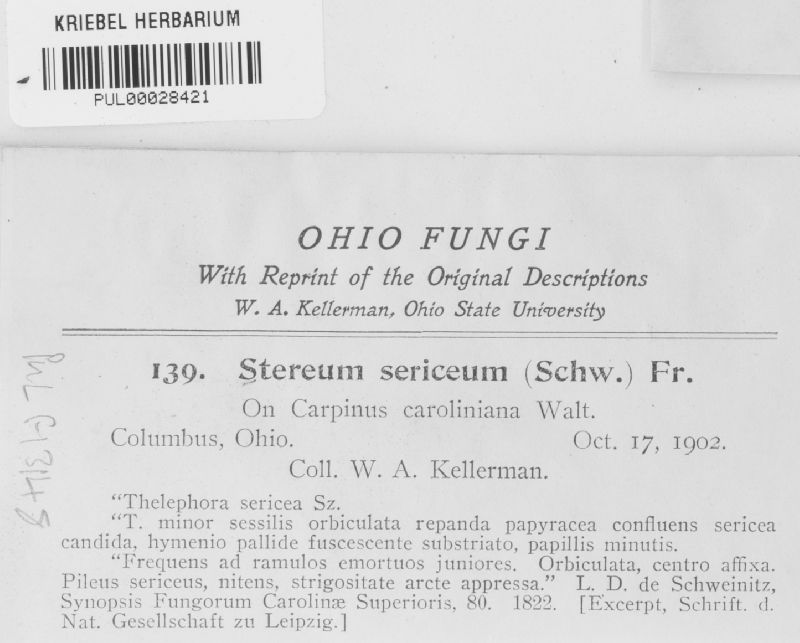 KRIEBEL HERBARIUM
PUL00028421
OHIO FUNGI
With Reprint of the Original Descriptions
W. A. Kellerman, Ohio State University
139. Stereum sericeum (Schw.) Fr.
On Carpinus caroliniana Walt.
Columbus, Ohio. Oct. 17, 1902.
Coll. W. A. Kellerman.
"Thelephora sericea Sz.
"T. minor sessilis orbiculata repanda papyracea confluens sericea
candida, hymenio pallide fuscescente substriato, papillis minutis.
"Frequens ad ramulos emortuos juniores. Orbiculata, centro affixa.
Pileus sericeus, nitens, strigositate arcte appressa." L. D. de Schweinitz,
Synopsis Fungorum Carolinæ Superioris, 80. 1822. [Excerpt, Schrift. d.
Nat. Gesellschaft zu Leipzig.]
PUL